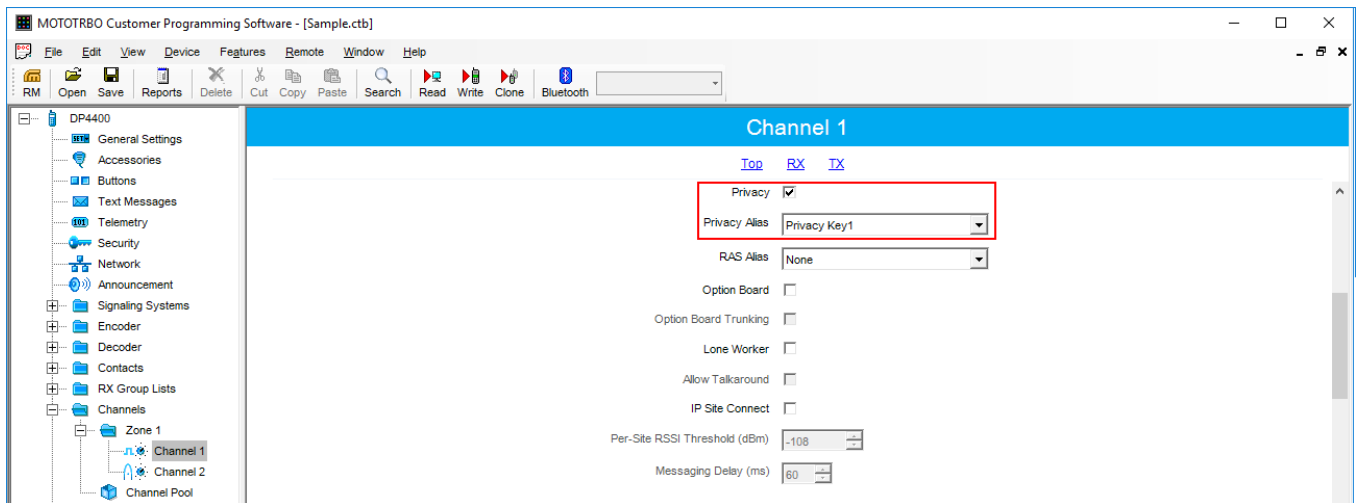 MOTOTRBO Customer Programming Software - [Sample.ctb]
File Edit View Device Features Remote Window Help
RM Open Save Reports Delete Cut Copy Paste Search Read Write Clone Bluetooth
DP4400
General Settings
Accessories
Buttons
Text Messages
Telemetry
Security
Network
Announcement
Signaling Systems
Encoder
Decoder
Contacts
RX Group Lists
Channels
Zone 1
Channel 1
Channel 2
Channel Pool
Channel 1
Top RX TX
Privacy
Privacy Alias Privacy Key1
RAS Alias None
Option Board
Option Board Trunking
Lone Worker
Allow Talkaround
IP Site Connect
Per-Site RSSI Threshold (dBm) -108
Messaging Delay (ms) 60